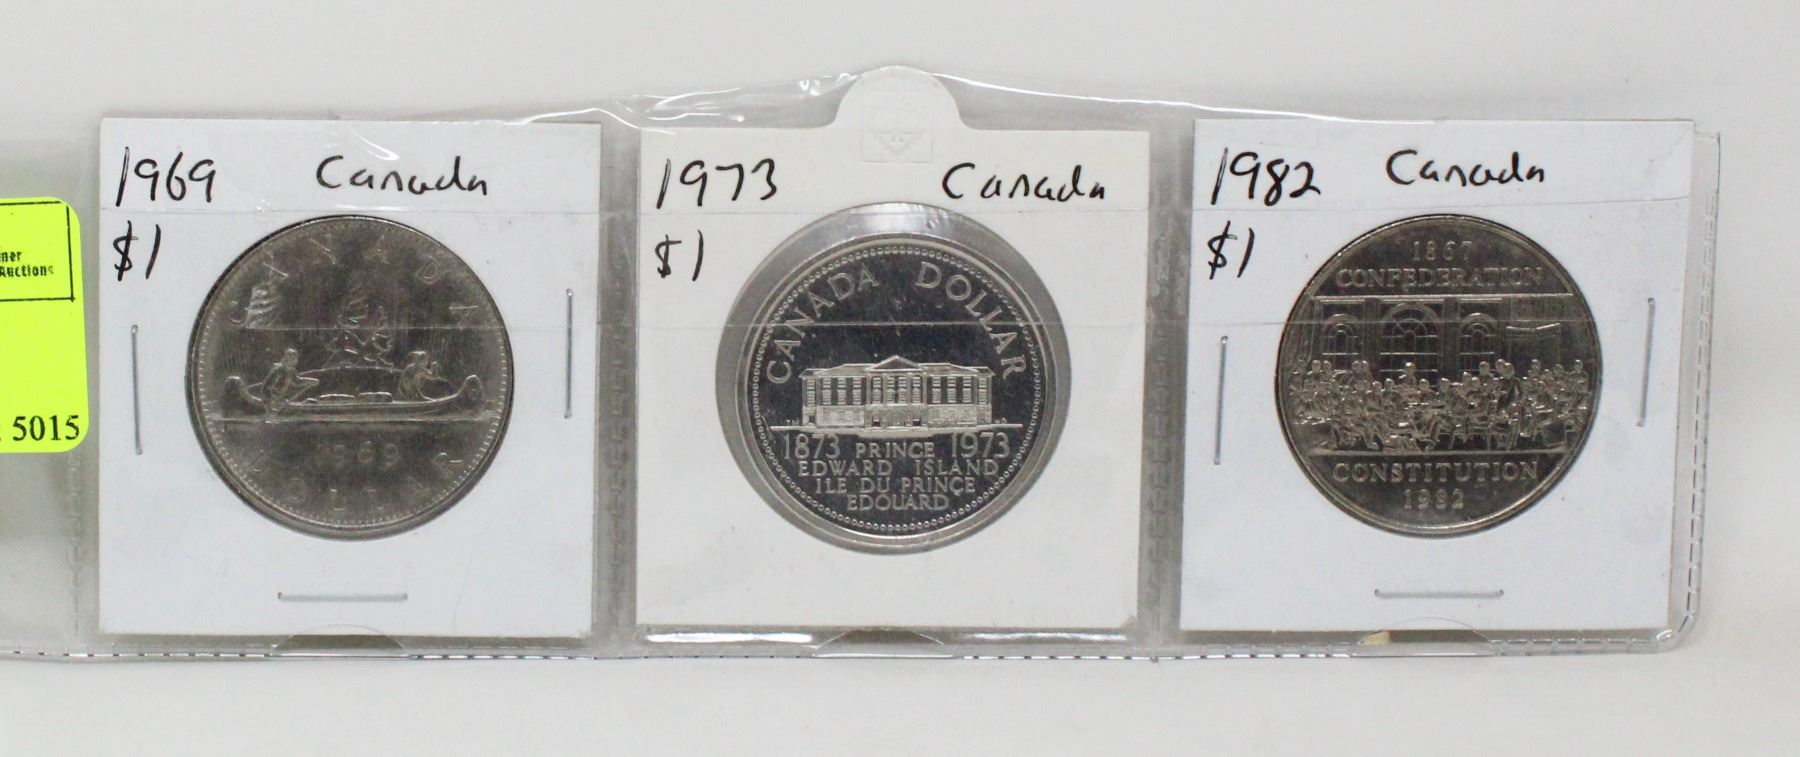 1969 Canada
$1
CANADA
1969
DOLLAR
1973 Canada
$1
CANADA DOLLAR
1873 PRINCE 1973
EDWARD ISLAND
ILE DU PRINCE
EDOUARD
1982 Canada
$1
1867
CONFEDERATION
CONSTITUTION
1982
Auctions
5015